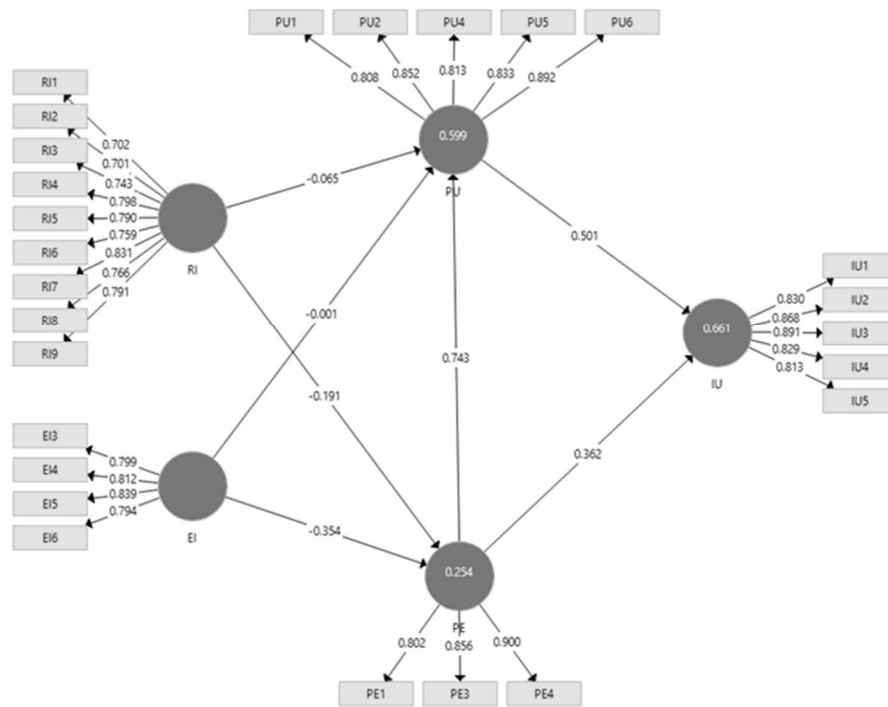 PU1 PU2 PU4 PU5 PU6
0.808 0.852 0.813 0.833 0.892
0.599
PU
RI1
RI2
RI3
RI4
RI5
RI6
RI7
RI8
RI9
0.702
0.701
0.743
0.798
0.790
0.759
0.831
0.766
0.791
RI
-0.065
-0.001
-0.191
0.743
0.501
0.362
-0.354
IU1
IU2
IU3
IU4
IU5
0.830
0.868
0.891
0.829
0.813
0.661
IU
EI3
EI4
EI5
EI6
0.799
0.812
0.839
0.794
EI
0.254
PE
0.802 0.856 0.900
PE1 PE3 PE4